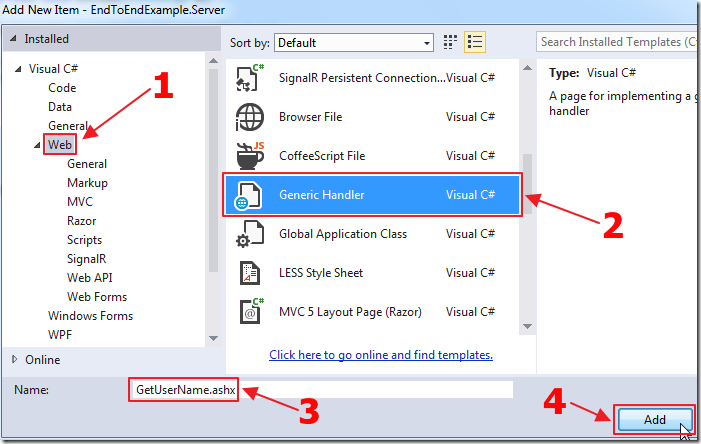 Add New Item - EndToEndExample.Server
Installed
Sort by: Default
Search Installed Templates (Ct
Visual C#
Code
Data
General
Web
General
Markup
MVC
Razor
Scripts
SignalR
Web API
Web Forms
Windows Forms
WPF
Online
1
C#
SignalR Persistent Connection... Visual C#
Browser File Visual C#
JS
CoffeeScript File Visual C#
Generic Handler Visual C#
Global Application Class Visual C#
LESS Style Sheet Visual C#
C#
MVC 5 Layout Page (Razor) Visual C#
Click here to go online and find templates.
Type: Visual C#
A page for implementing a g
handler
2
Name: GetUserName.ashx
3
4
Add